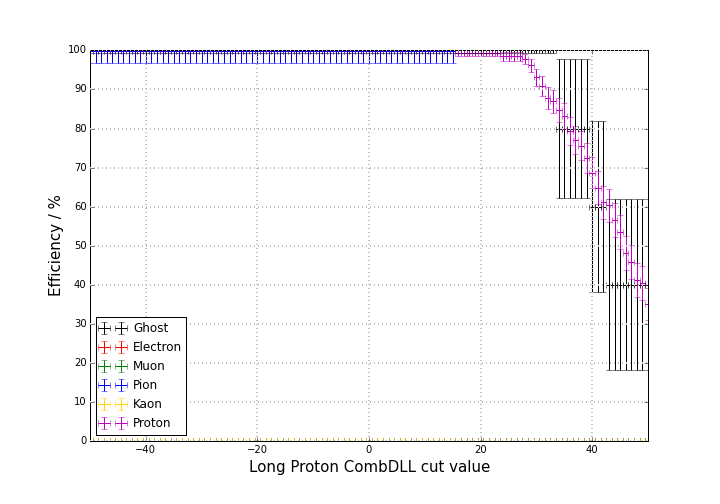 100
90
80
70
60
50
40
30
20
10
0
Efficiency / %
Ghost
Electron
Muon
Pion
Kaon
Proton
−40 −20 0 20 40
Long Proton CombDLL cut value